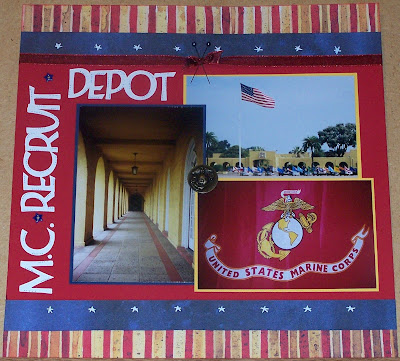 M.C. RECRUIT
DEPOT
UNITED STATES MARINE CORPS